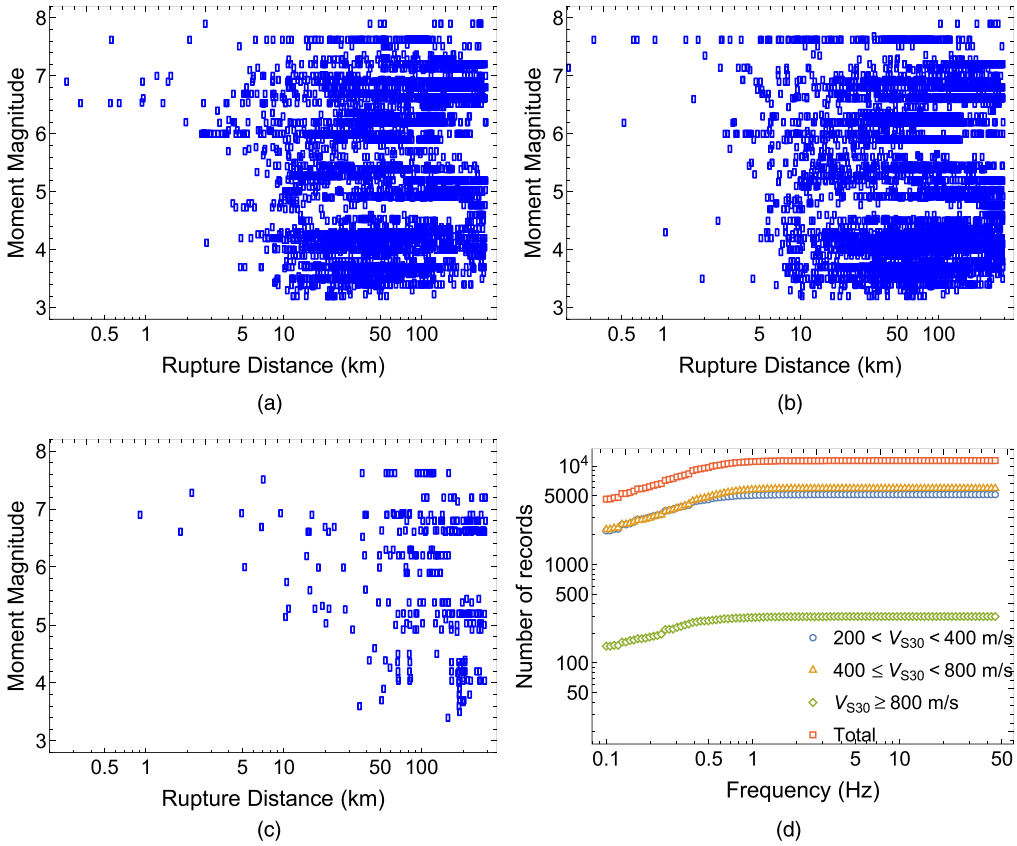 8
7
6
5
4
3
Moment Magnitude
0.5 1 5 10 50 100
Rupture Distance (km)
(a)
8
7
6
5
4
3
Moment Magnitude
0.5 1 5 10 50 100
Rupture Distance (km)
(b)
8
7
6
5
4
3
Moment Magnitude
0.5 1 5 10 50 100
Rupture Distance (km)
(c)
10⁴
5000
1000
500
100
50
Number of records
200 < V_S30 < 400 m/s
400 ≤ V_S30 < 800 m/s
V_S30 ≥ 800 m/s
Total
0.1 0.5 1 5 10 50
Frequency (Hz)
(d)